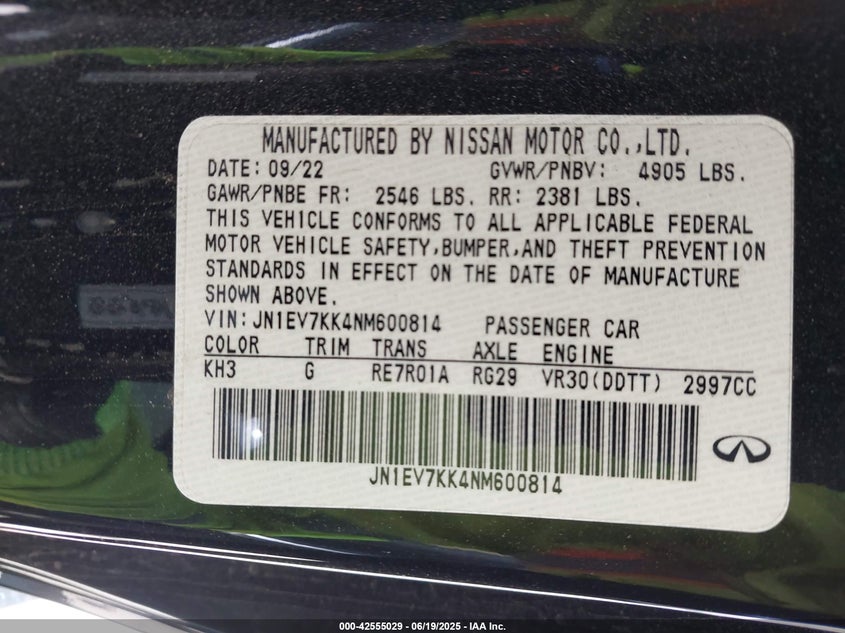 MANUFACTURED BY NISSAN MOTOR CO.,LTD.
DATE: 09/22 GVWR/PNBV: 4905 LBS.
GAWR/PNBE FR: 2546 LBS. RR: 2381 LBS.
THIS VEHICLE CONFORMS TO ALL APPLICABLE FEDERAL
MOTOR VEHICLE SAFETY,BUMPER,AND THEFT PREVENTION
STANDARDS IN EFFECT ON THE DATE OF MANUFACTURE
SHOWN ABOVE.
VIN: JN1EV7KK4NM600814 PASSENGER CAR
COLOR TRIM TRANS AXLE ENGINE
KH3 G RE7R01A RG29 VR30(DDTT) 2997CC
JN1EV7KK4NM600814
000-42555029 - 06/19/2025 - IAA Inc.